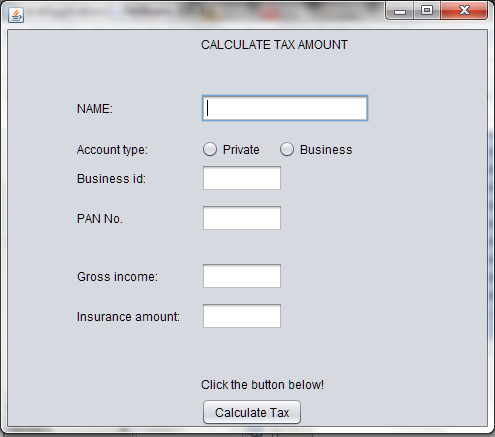 CALCULATE TAX AMOUNT
NAME:
Account type: Private Business
Business id:
PAN No.
Gross income:
Insurance amount:
Click the button below!
Calculate Tax